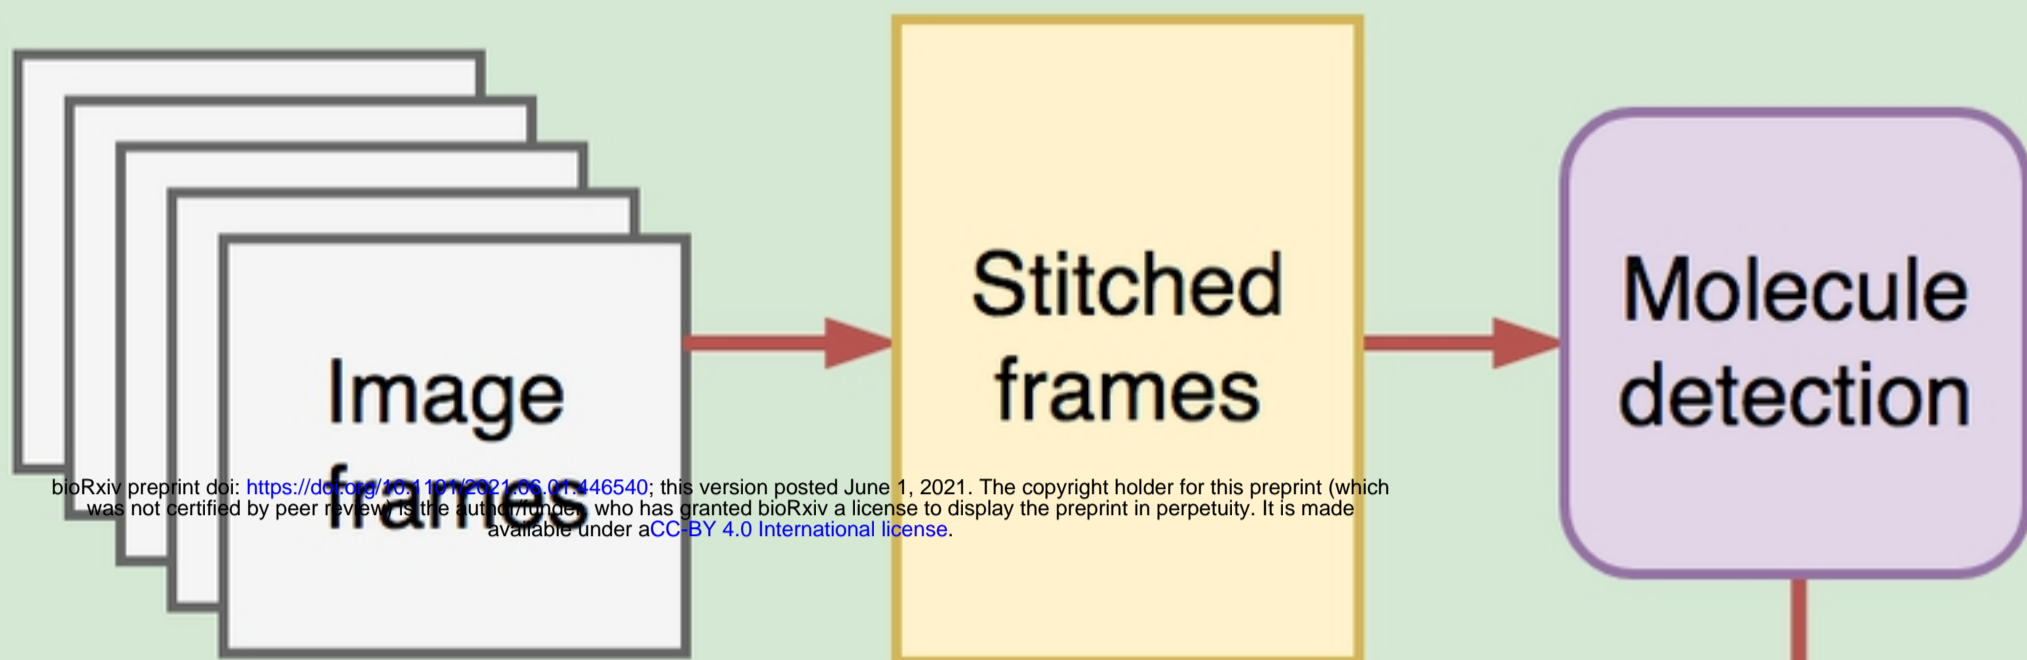 Image
frames
Stitched
frames
Molecule
detection
bioRxiv preprint doi: https://doi.org/10.1101/2021.06.01.446540; this version posted June 1, 2021. The copyright holder for this preprint (which
was not certified by peer review) is the author/funder, who has granted bioRxiv a license to display the preprint in perpetuity. It is made
available under aCC-BY 4.0 International license.